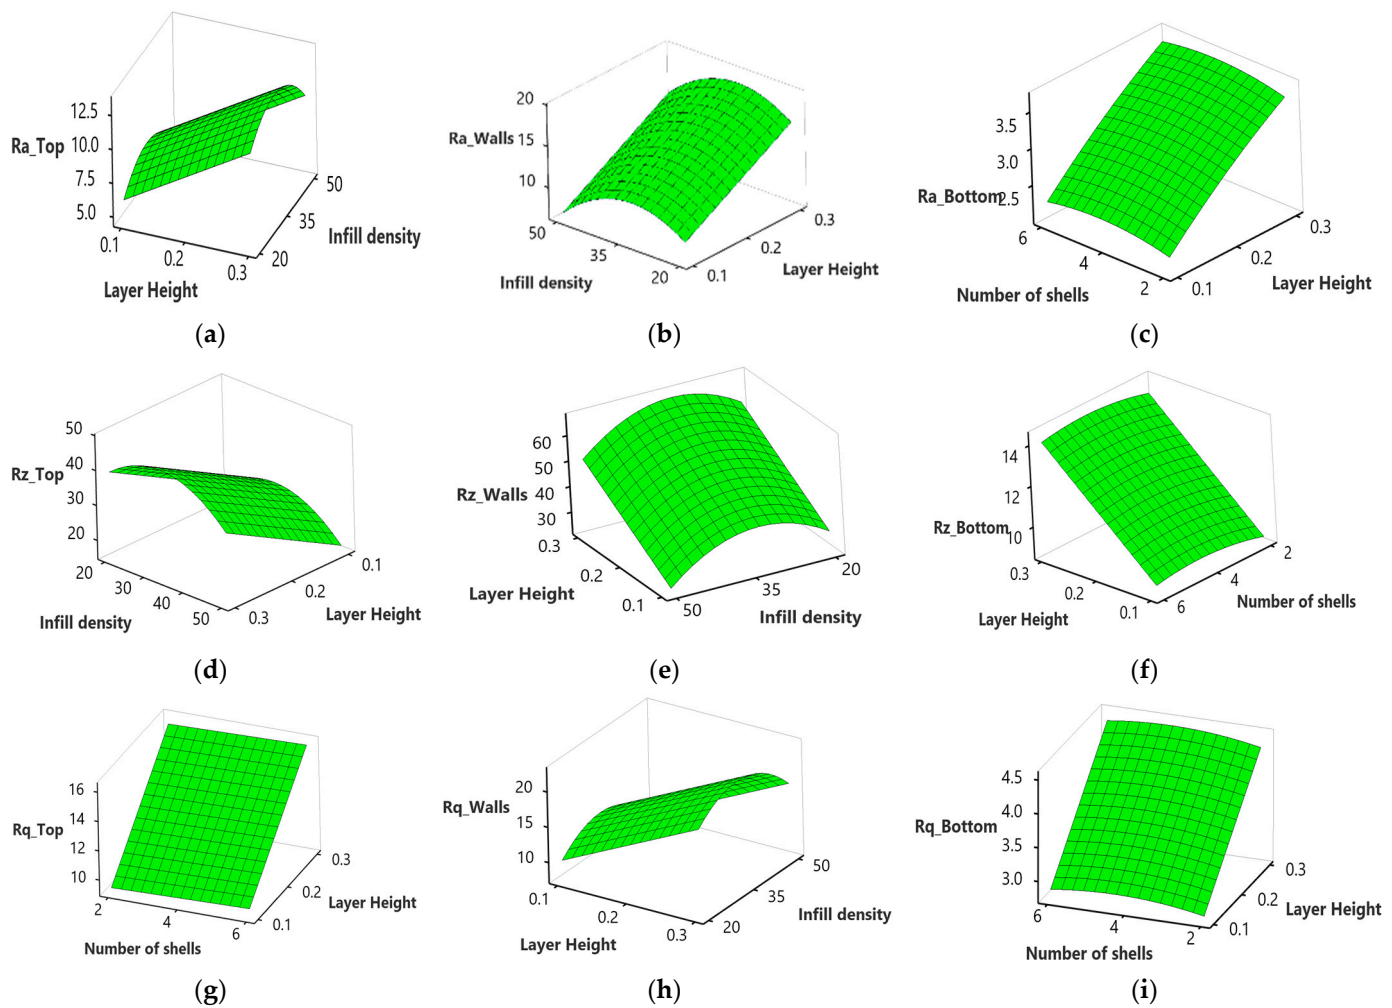 12.5
Ra_Top 10.0
7.5
5.0
0.1
0.2
0.3
20
35
50
Infill density
Layer Height
(a)
20
Ra_Walls 15
10
50
35
20
0.1
0.2
0.3
Infill density
Layer Height
(b)
3.5
3.0
Ra_Bottom 2.5
6
4
2
0.1
0.2
0.3
Number of shells
Layer Height
(c)
50
Rz_Top 40
30
20
20
30
40
50
0.3
0.2
0.1
Infill density
Layer Height
(d)
60
50
Rz_Walls 40
30
0.3
0.2
0.1
50
35
20
Layer Height
Infill density
(e)
14
12
Rz_Bottom 10
0.3
0.2
0.1
6
4
2
Layer Height
Number of shells
(f)
16
14
Rq_Top 12
10
2
4
6
0.1
0.2
0.3
Number of shells
Layer Height
(g)
20
Rq_Walls
15
10
0.1
0.2
0.3
20
35
50
Layer Height
Infill density
(h)
4.5
4.0
Rq_Bottom
3.5
3.0
6
4
2
0.1
0.2
0.3
Number of shells
Layer Height
(i)